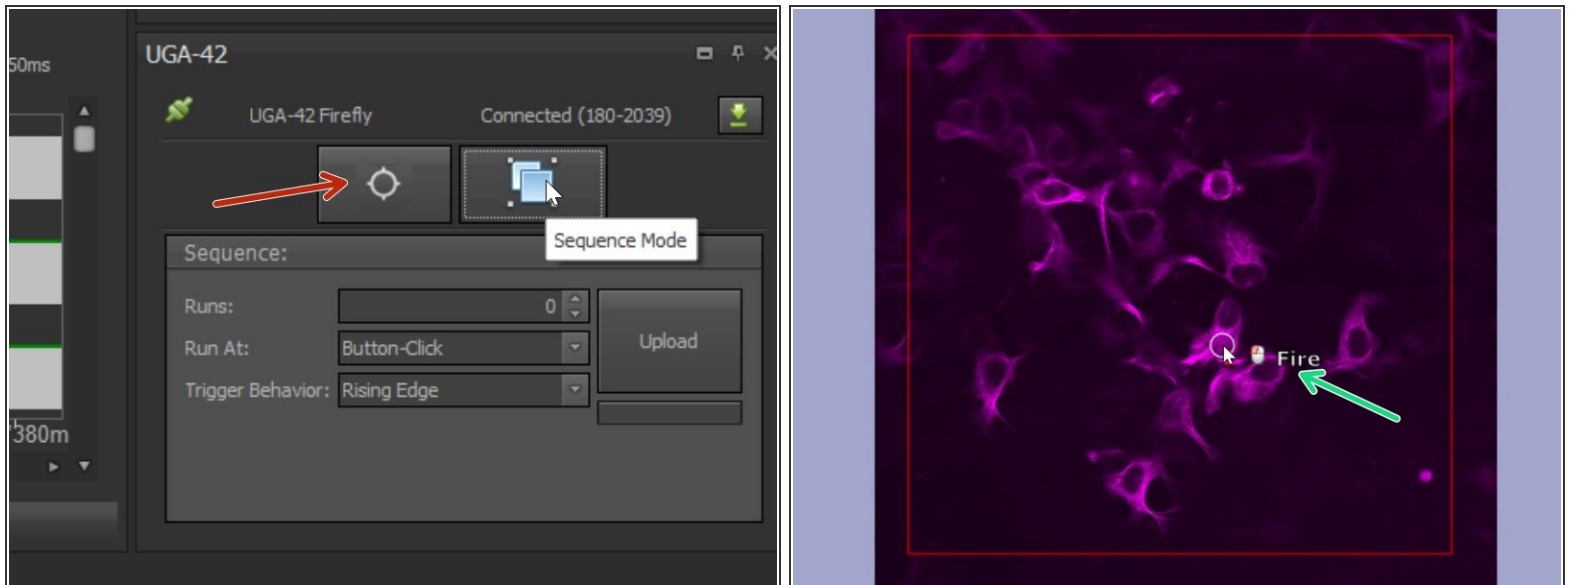 50ms
380m
UGA-42
UGA-42 Firefly
Connected (180-2039)
Sequence Mode
Sequence:
Runs:
0
Run At:
Button-Click
Trigger Behavior:
Rising Edge
Upload
Fire